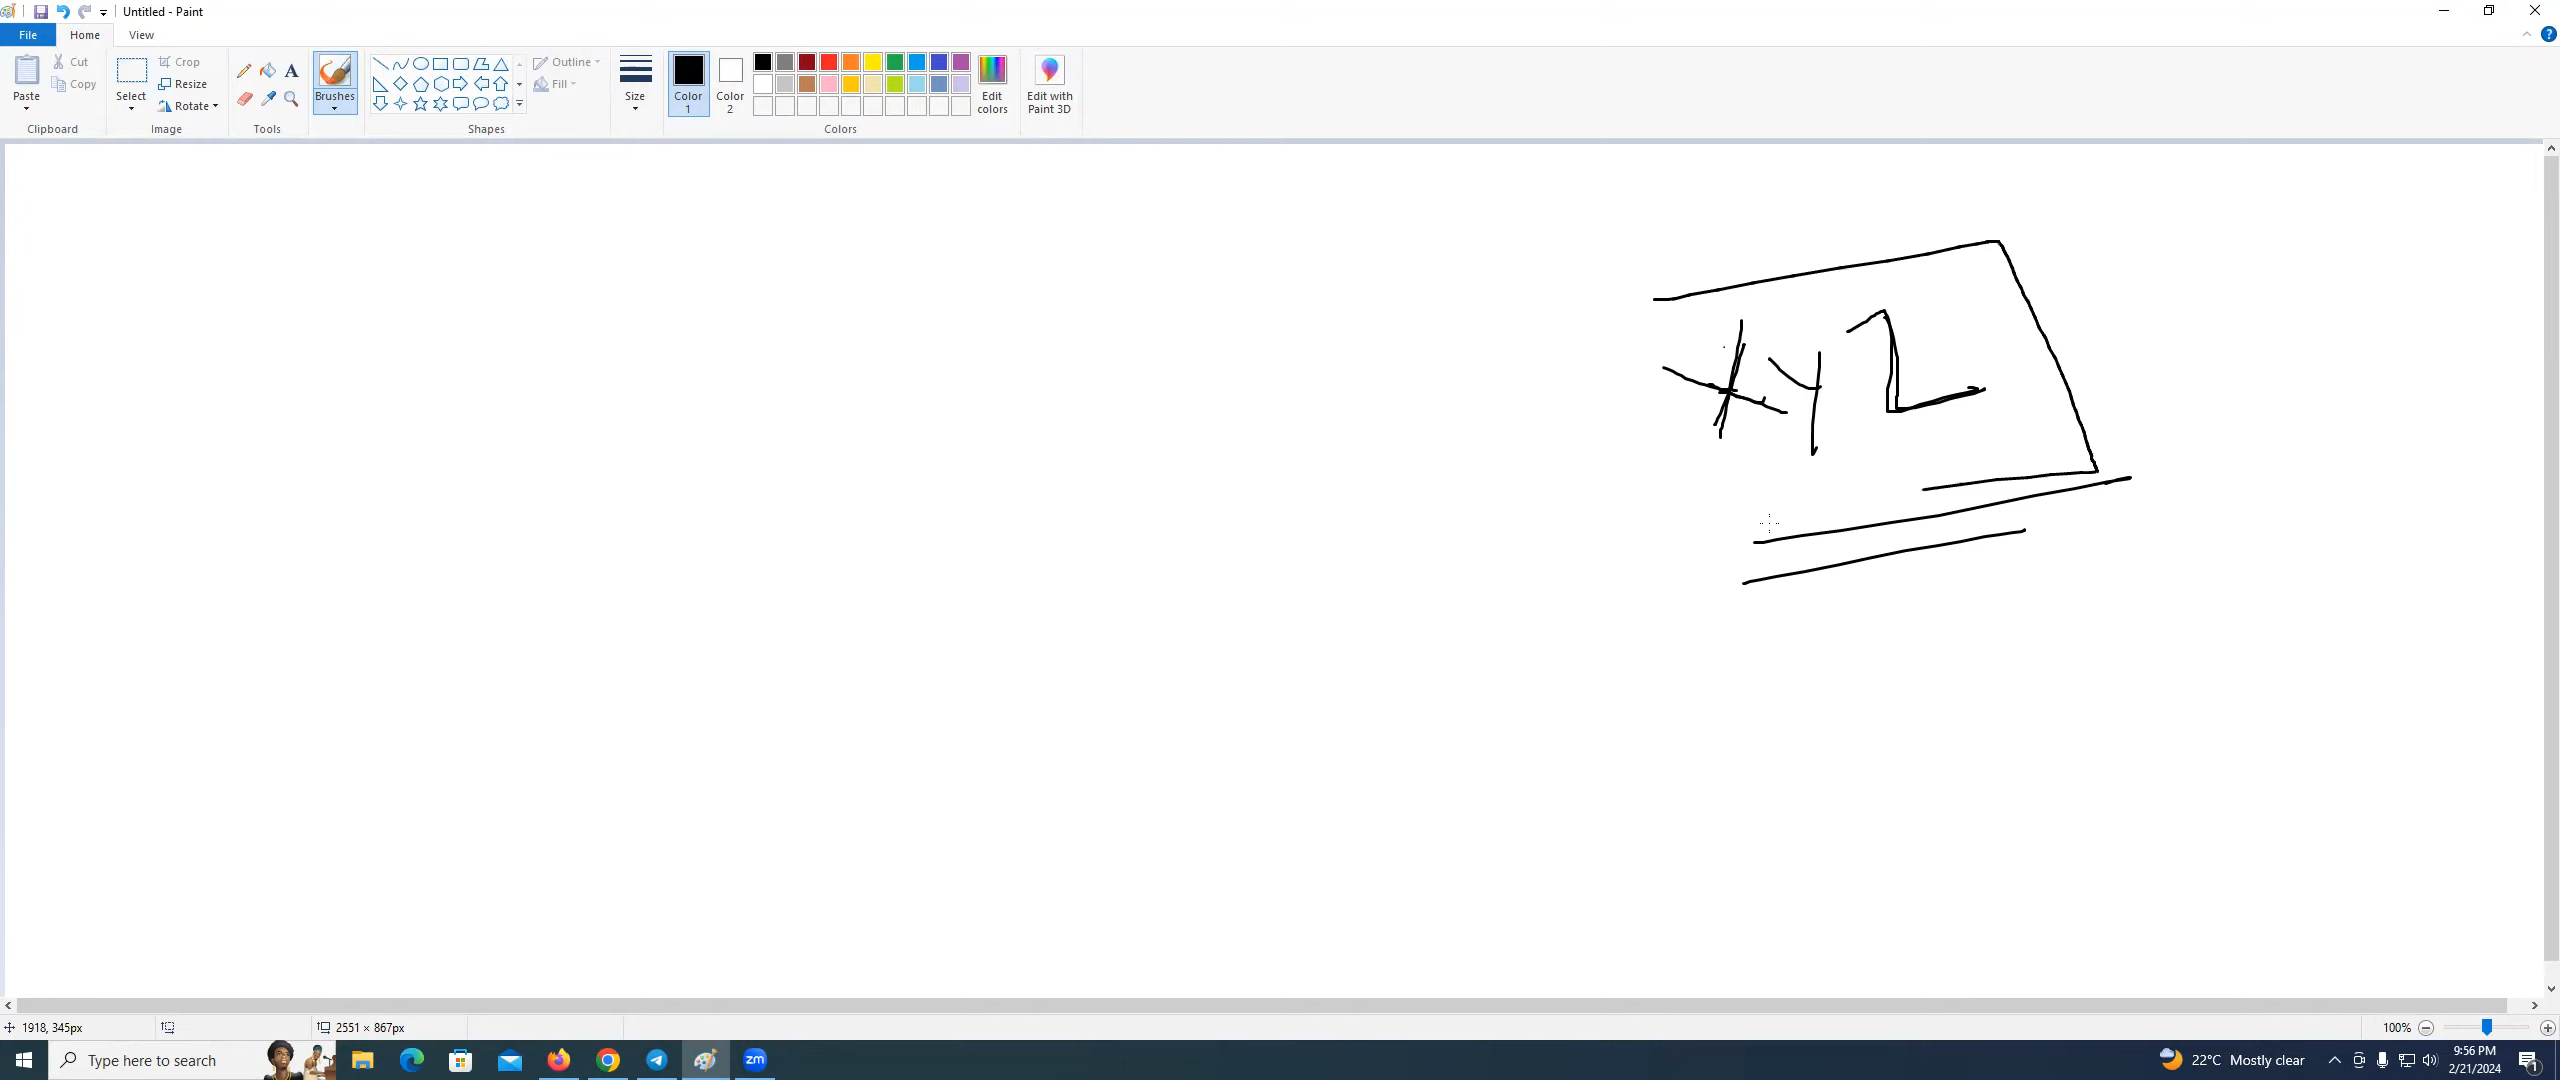 Untitled - Paint
File Home View
Paste Cut Copy Clipboard
Select Crop Resize Rotate Image
Tools
Brushes
Shapes
Outline Fill
Size
Color 1
Color 2
Edit colors
Colors
Edit with Paint 3D
XYZ
1918, 345px
2551 × 867px
100%
Type here to search
zm
22°C Mostly clear
9:56 PM
2/21/2024
1